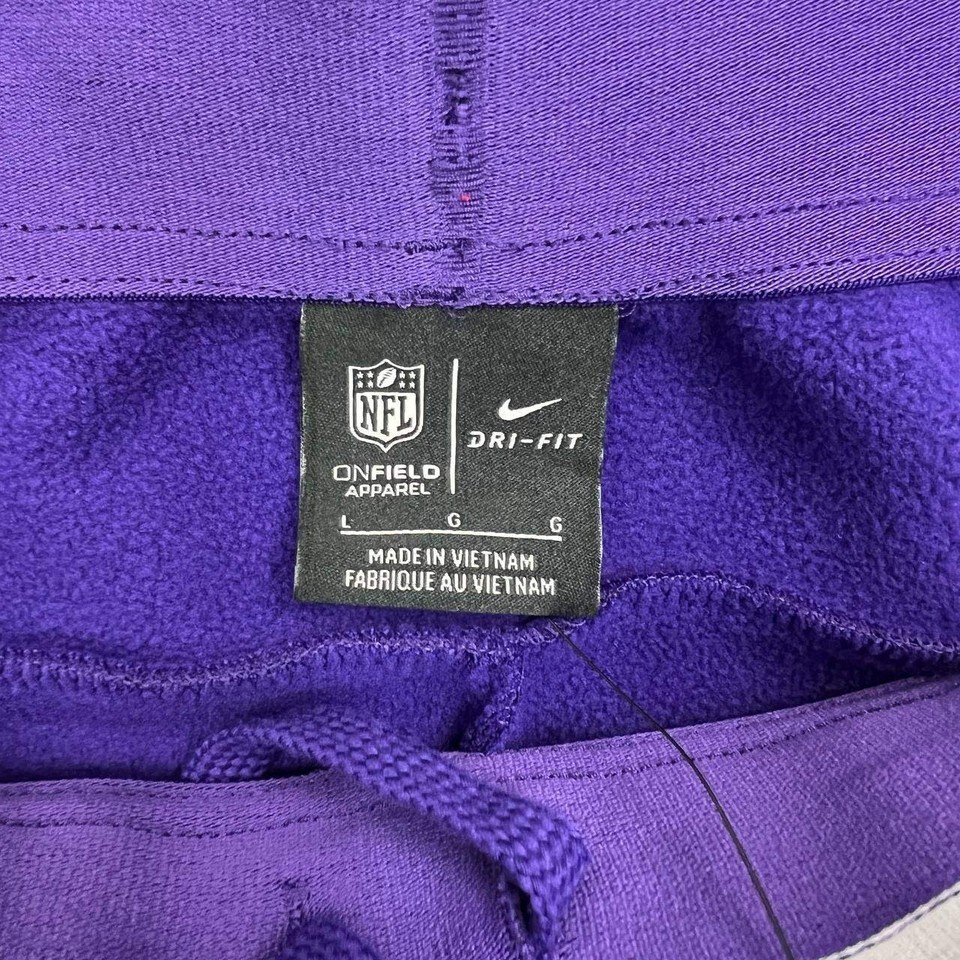 NFL
ONFIELD
APPAREL
DRI-FIT
L G G
MADE IN VIETNAM
FABRIQUE AU VIETNAM